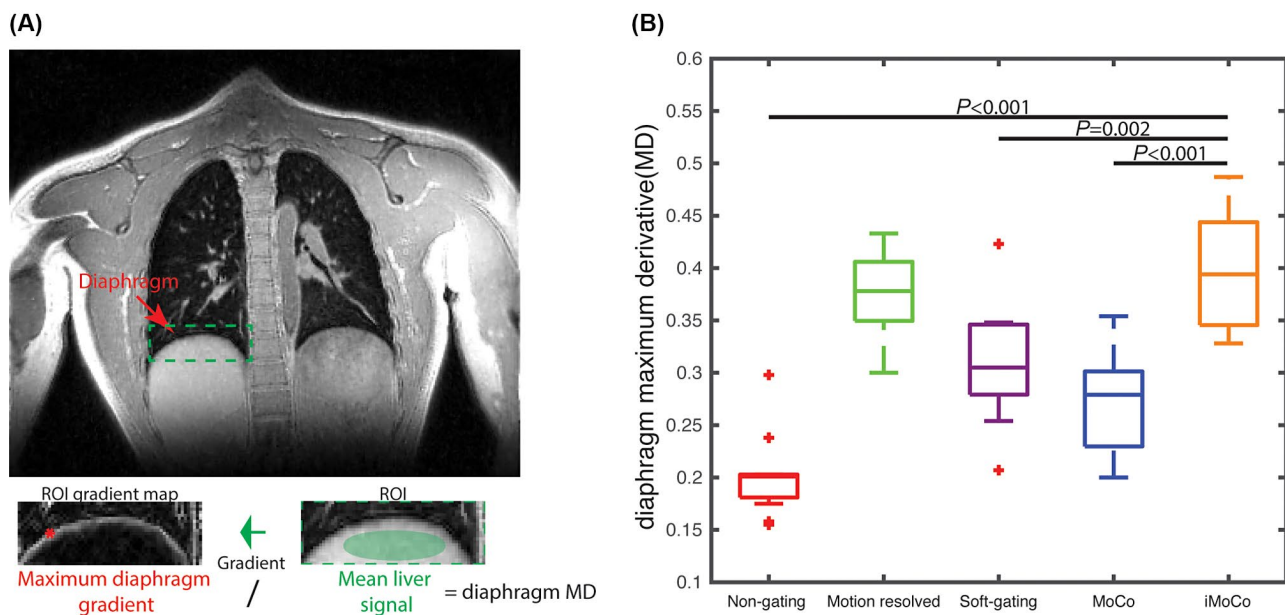 (A)
Diaphragm
ROI gradient map
ROI
Gradient
Maximum diaphragm
gradient
/
Mean liver
signal
= diaphragm MD
(B)
diaphragm maximum derivative(MD)
0.6
0.55
0.5
0.45
0.4
0.35
0.3
0.25
0.2
0.15
0.1
P<0.001
P=0.002
P<0.001
Non-gating
Motion resolved
Soft-gating
MoCo
iMoCo